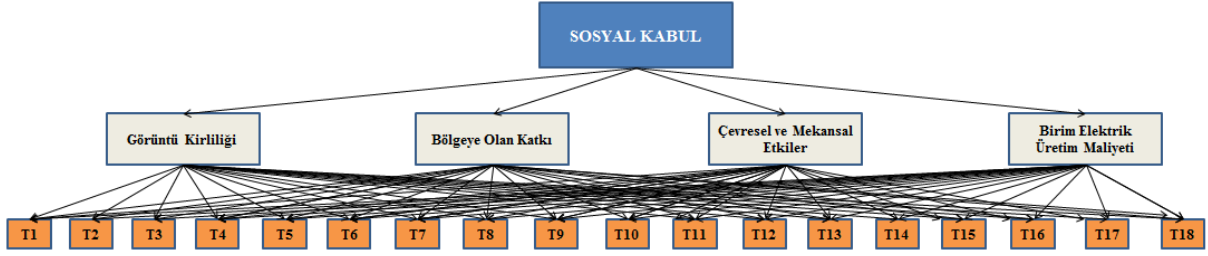 SOSYAL KABUL
Görüntü Kirliliği
Bölgeye Olan Katkı
Çevresel ve Mekansal
Etkiler
Birim Elektrik
Üretim Maliyeti
T1
T2
T3
T4
T5
T6
T7
T8
T9
T10
T11
T12
T13
T14
T15
T16
T17
T18